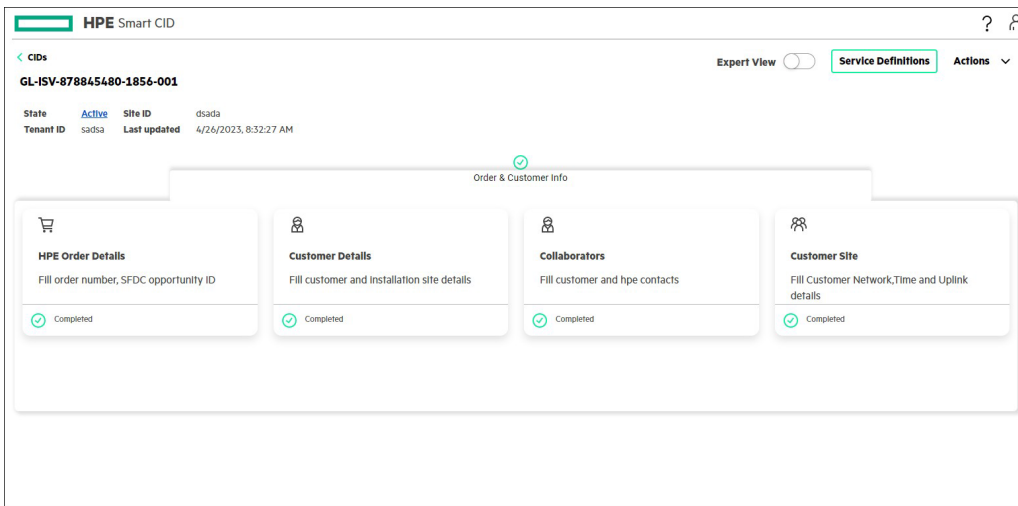 HPE Smart CID
?
< CIDs
Expert View
Service Definitions
Actions
GL-ISV-878845480-1856-001
State Active Site ID dsada
Tenant ID sadsa Last updated 4/26/2023, 8:32:27 AM
Order & Customer Info
HPE Order Details
Fill order number, SFDC opportunity ID
Completed
Customer Details
Fill customer and installation site details
Completed
Collaborators
Fill customer and hpe contacts
Completed
Customer Site
Fill Customer Network,Time and Uplink
details
Completed